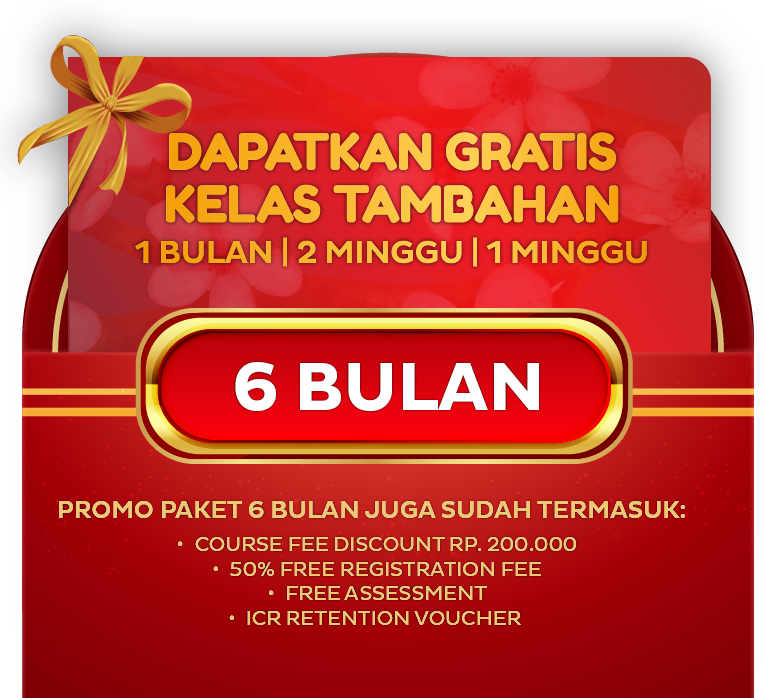 DAPATKAN GRATIS
KELAS TAMBAHAN
1 BULAN | 2 MINGGU | 1 MINGGU
6 BULAN
PROMO PAKET 6 BULAN JUGA SUDAH TERMASUK:
• COURSE FEE DISCOUNT RP. 200.000
• 50% FREE REGISTRATION FEE
• FREE ASSESSMENT
• ICR RETENTION VOUCHER